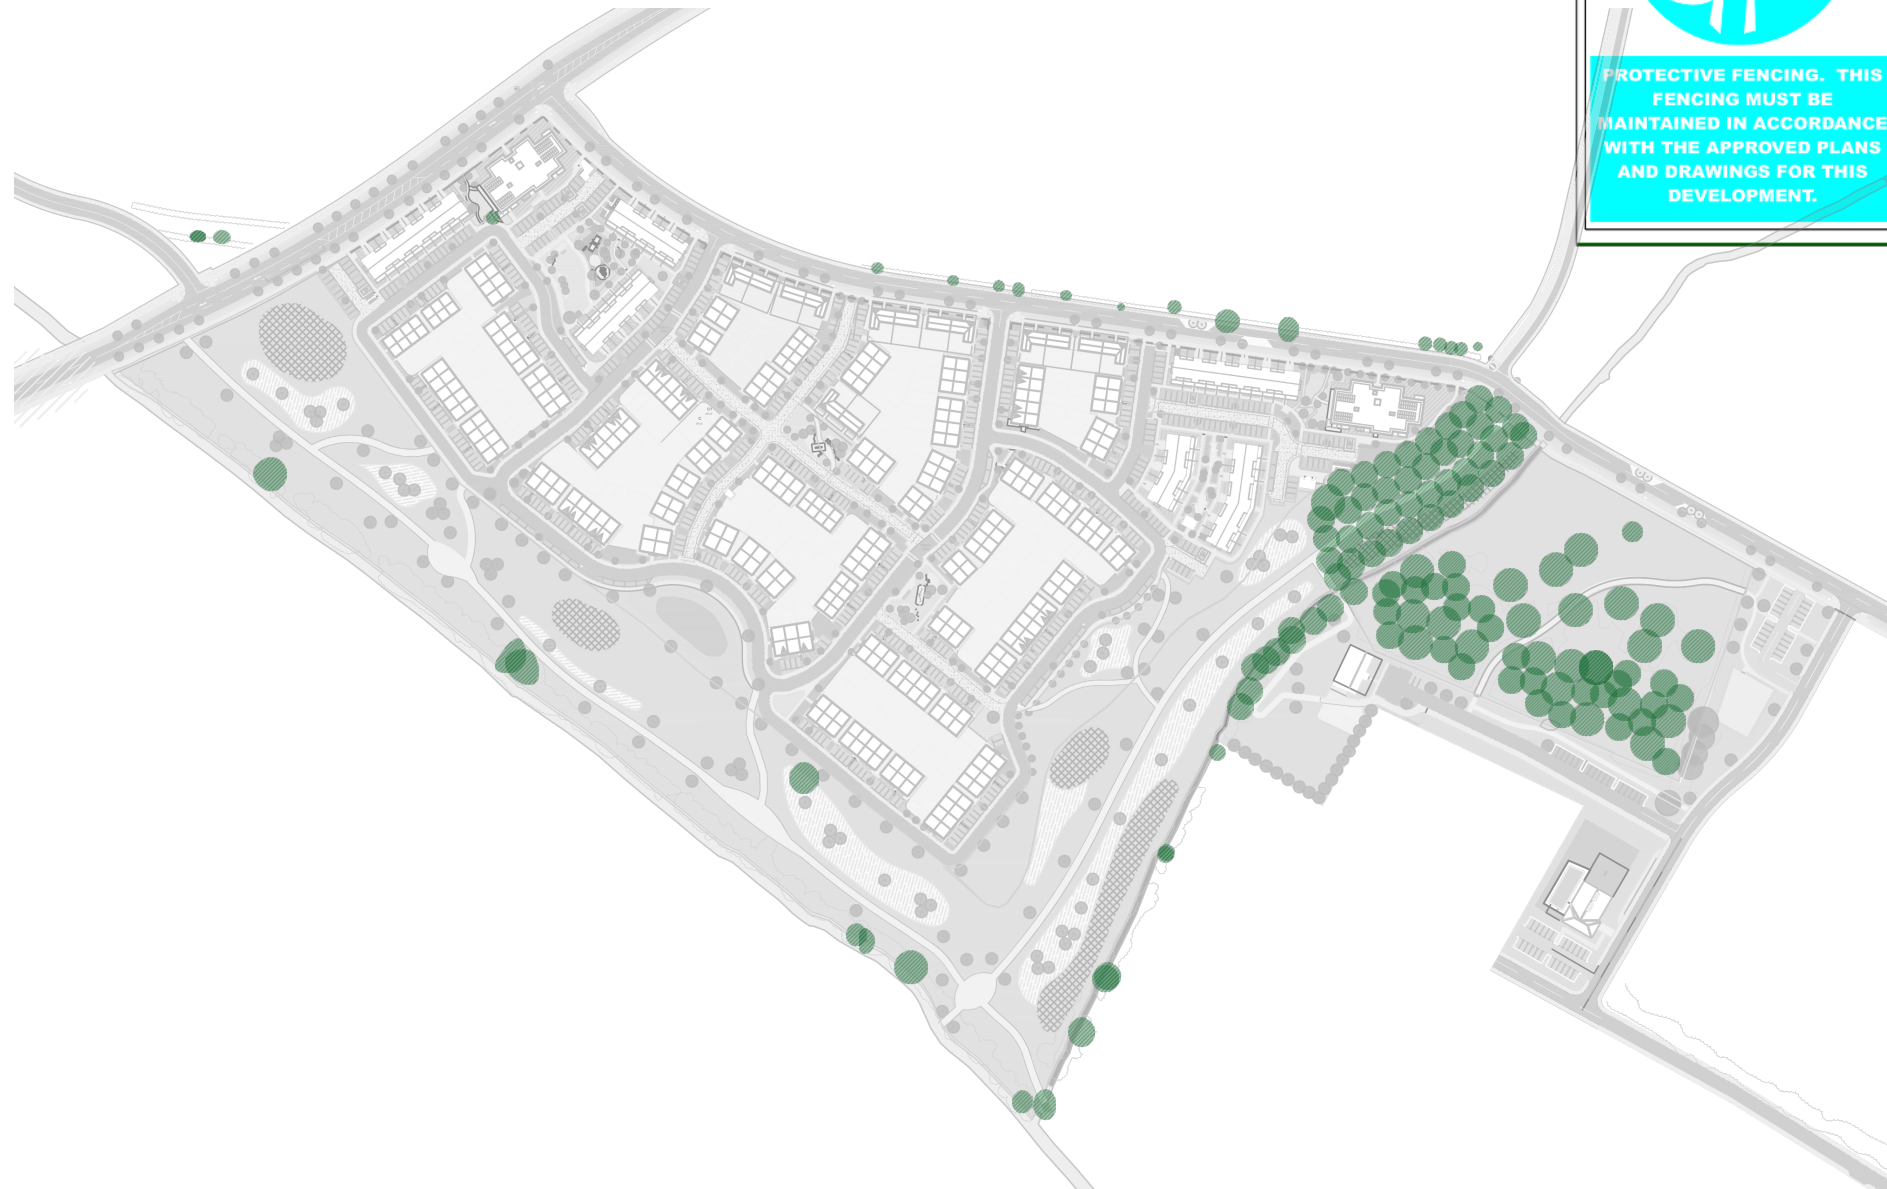 PROTECTIVE FENCING. THIS
FENCING MUST BE
MAINTAINED IN ACCORDANCE
WITH THE APPROVED PLANS
AND DRAWINGS FOR THIS
DEVELOPMENT.